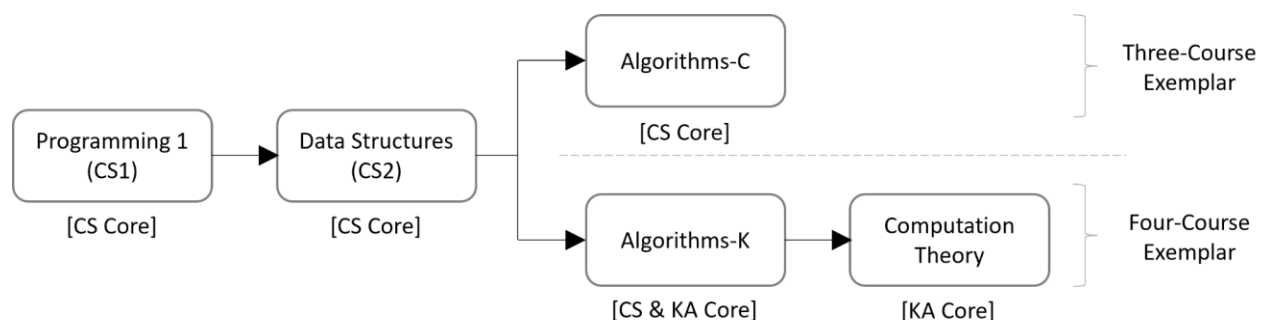 Programming 1
(CS1)
[CS Core]
Data Structures
(CS2)
[CS Core]
Algorithms-C
[CS Core]
Three-Course
Exemplar
Algorithms-K
[CS & KA Core]
Computation
Theory
[KA Core]
Four-Course
Exemplar